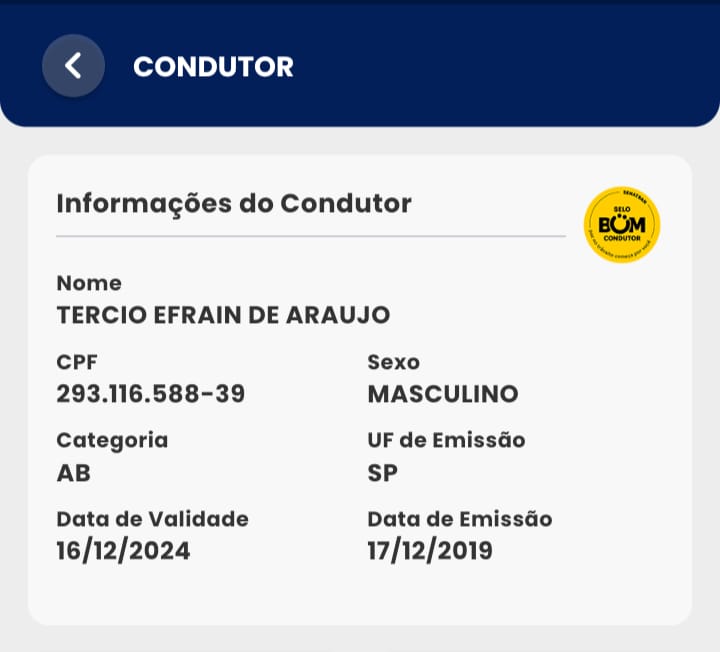 CONDUTOR
Informações do Condutor
SENATRAN
SELO
BOM
CONDUTOR
Nome
TERCIO EFRAIN DE ARAUJO
CPF
293.116.588-39
Sexo
MASCULINO
Categoria
AB
UF de Emissão
SP
Data de Validade
16/12/2024
Data de Emissão
17/12/2019